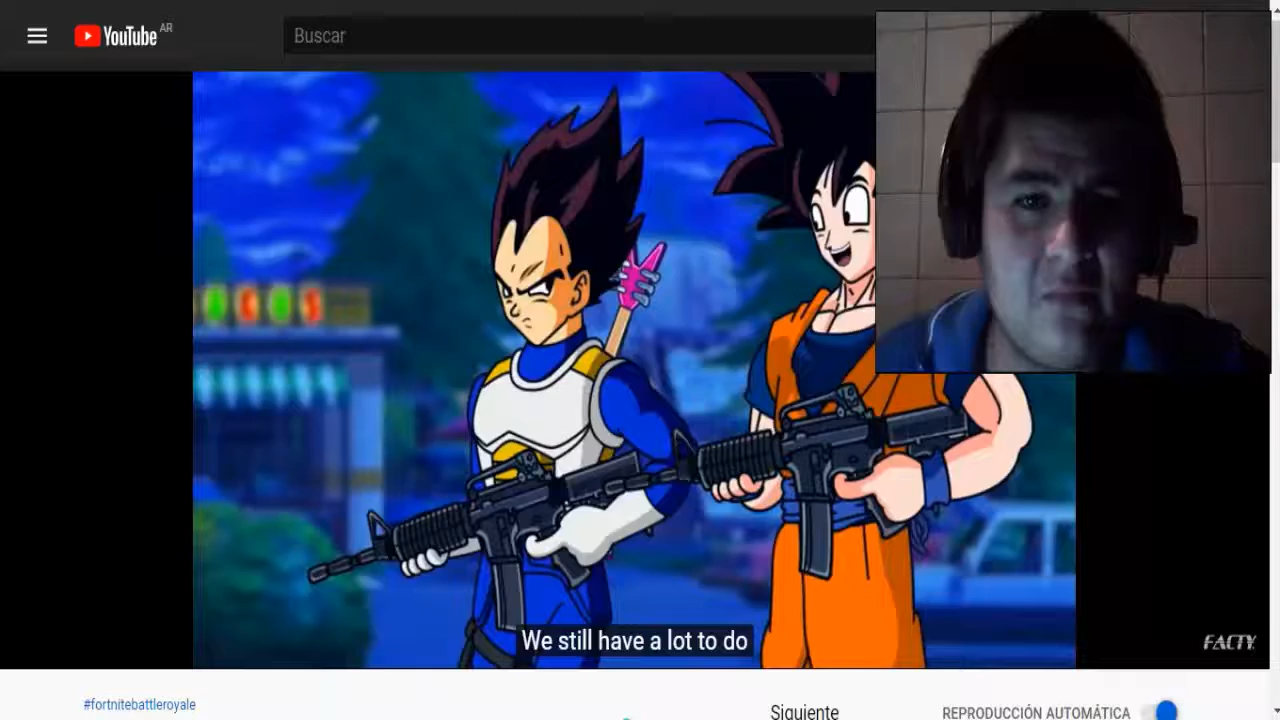 YouTube AR
Buscar
We still have a lot to do
FACTY
#fortnitebattleroyale
Siguiente
REPRODUCCIÓN AUTOMÁTICA